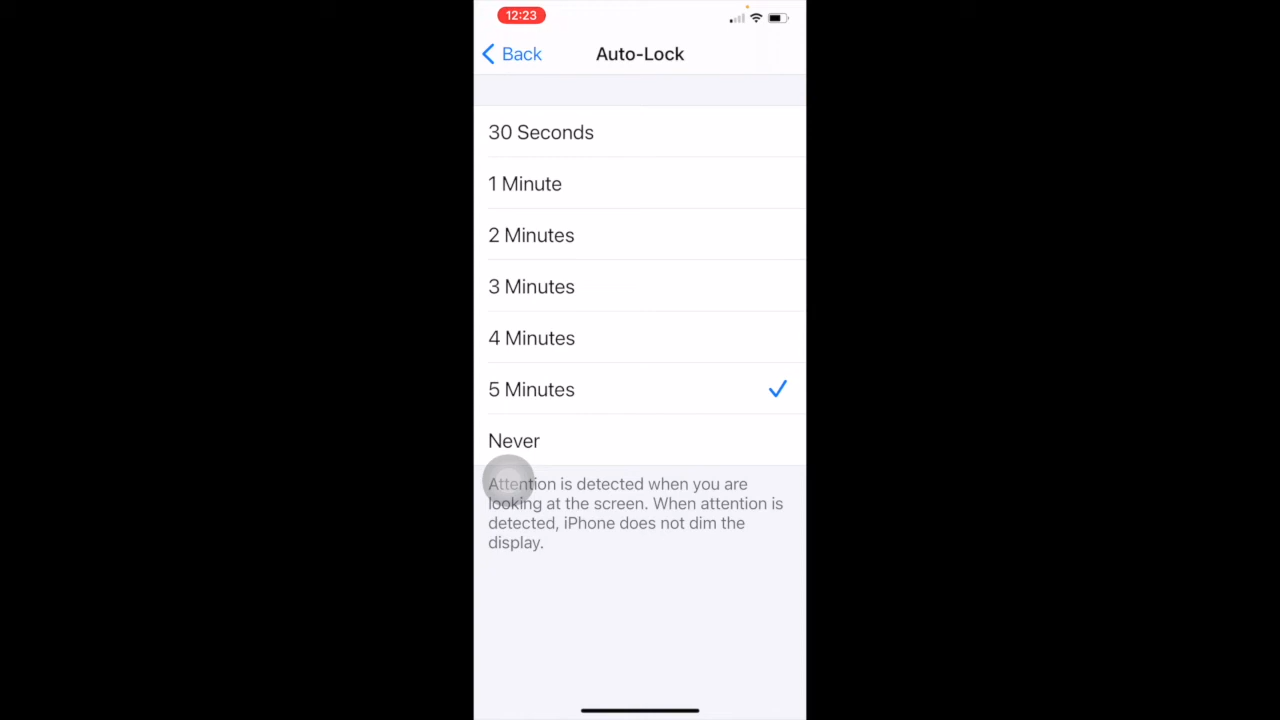 12:23
Back
Auto-Lock
30 Seconds
1 Minute
2 Minutes
3 Minutes
4 Minutes
5 Minutes
Never
Attention is detected when you are
looking at the screen. When attention is
detected, iPhone does not dim the
display.